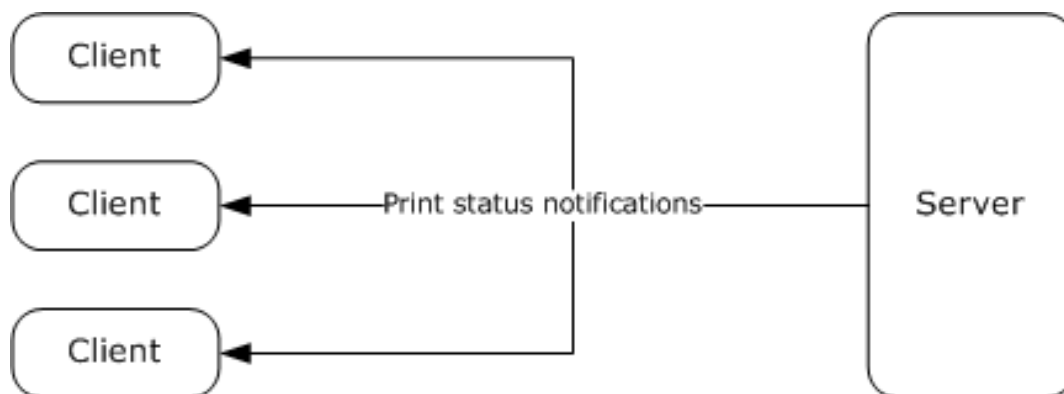 Client
Client
Print status notifications
Server
Client